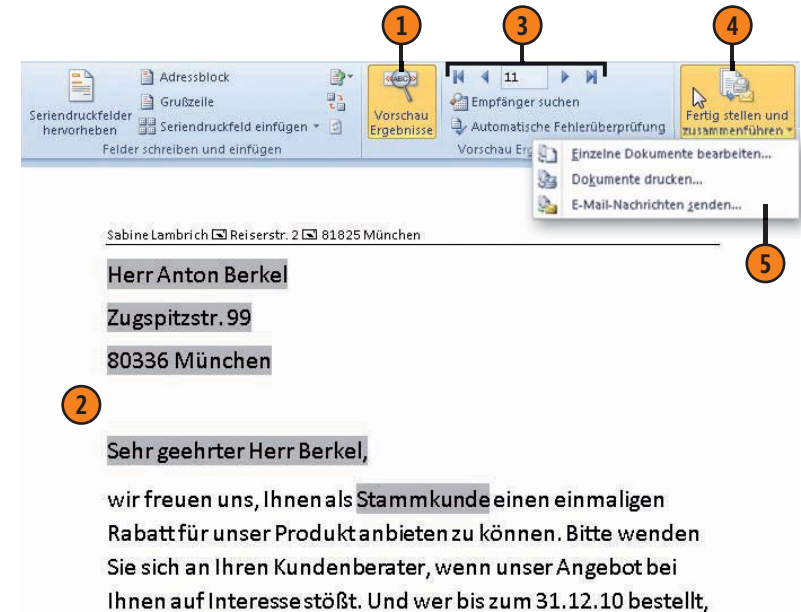 1
3
4
Adressblock
Grußzeile
Seriendruckfeld einfügen
Seriendruckfelder
hervorheben
Felder schreiben und einfügen
«ABC»
Vorschau
Ergebnisse
11
Empfänger suchen
Automatische Fehlerüberprüfung
Vorschau Erg
Fertig stellen und
zusammenführen
Einzelne Dokumente bearbeiten...
Dokumente drucken...
E-Mail-Nachrichten senden...
5
Sabine Lambrich Reiserstr. 2 81825 München
Herr Anton Berkel
Zugspitzstr. 99
80336 München
2
Sehr geehrter Herr Berkel,
wir freuen uns, Ihnen als Stammkunde einen einmaligen
Rabatt für unser Produkt anbieten zu können. Bitte wenden
Sie sich an Ihren Kundenberater, wenn unser Angebot bei
Ihnen auf Interesse stößt. Und wer bis zum 31.12.10 bestellt,